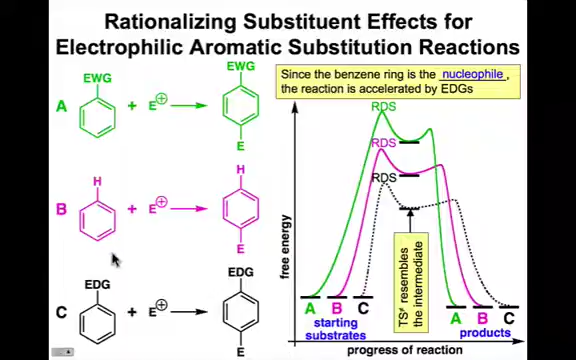 Rationalizing Substituent Effects for
Electrophilic Aromatic Substitution Reactions
EWG
A
+ E⊕
EWG
E
H
B
+ E⊕
H
E
EDG
C
+ E⊕
EDG
E
Since the benzene ring is the nucleophile,
the reaction is accelerated by EDGs
RDS
RDS
RDS
free energy
TS‡ resembles
the intermediate
A B C
starting
substrates
A B C
products
progress of reaction